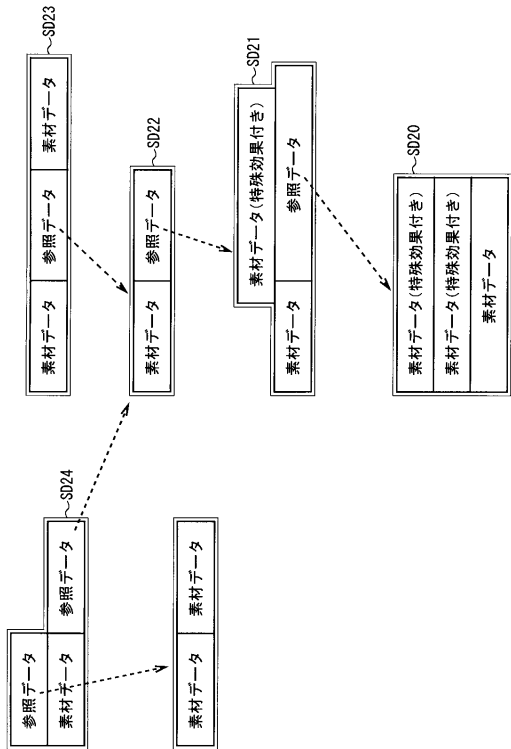 参照データ
素材データ 参照データ
SD24
素材データ 素材データ
素材データ 参照データ 素材データ
SD23
素材データ 参照データ
SD22
素材データ(特殊効果付き)
SD21
素材データ 参照データ
SD20
素材データ(特殊効果付き)
素材データ(特殊効果付き)
素材データ